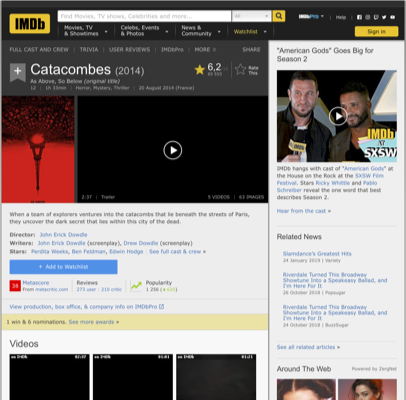 IMDb
Find Movies, TV shows, Celebrities and more...
All
Movies, TV
& Showtimes
Celebs, Events
& Photos
News &
Community
Watchlist
IMDbPro
Help
Sign in
FULL CAST AND CREW | TRIVIA | USER REVIEWS | IMDbPro | MORE
SHARE
Catacombes (2014)
As Above, So Below (original title)
12 | 1h 33min | Horror, Mystery, Thriller | 20 August 2014 (France)
6,2
Rate
This
2:37 | Trailer
5 VIDEOS | 63 IMAGES
When a team of explorers ventures into the catacombs that lie beneath the streets of Paris,
they uncover the dark secret that lies within this city of the dead.
Director: John Erick Dowdle
Writers: John Erick Dowdle (screenplay), Drew Dowdle (screenplay)
Stars: Perdita Weeks, Ben Feldman, Edwin Hodge | See full cast & crew »
+ Add to Watchlist
38
Metascore
From metacritic.com
Reviews
273 user | 210 critic
Popularity
View production, box office, & company info on IMDbPro
1 win & 6 nominations. See more awards »
Videos
02:37
03:01
01:21
"American Gods" Goes Big for
Season 2
IMDb
AT
SXSW
IMDb hangs with cast of "American Gods" at
the House on the Rock at the SXSW Film
Festival. Stars Ricky Whittle and Pablo
Schreiber reveal the one word that best
describes Season 2.
Hear from the cast »
Related News
Slamdance's Greatest Hits
24 January 2019 | Variety
Riverdale Turned This Broadway
Showtune Into a Speakeasy Ballad, and
I'm Here For It
26 October 2018 | Popsugar
Riverdale Turned This Broadway
Showtune Into a Speakeasy Ballad, and
I'm Here For It
24 October 2018 | BuzzSugar
See all related articles »
Around The Web
Powered by ZergNet